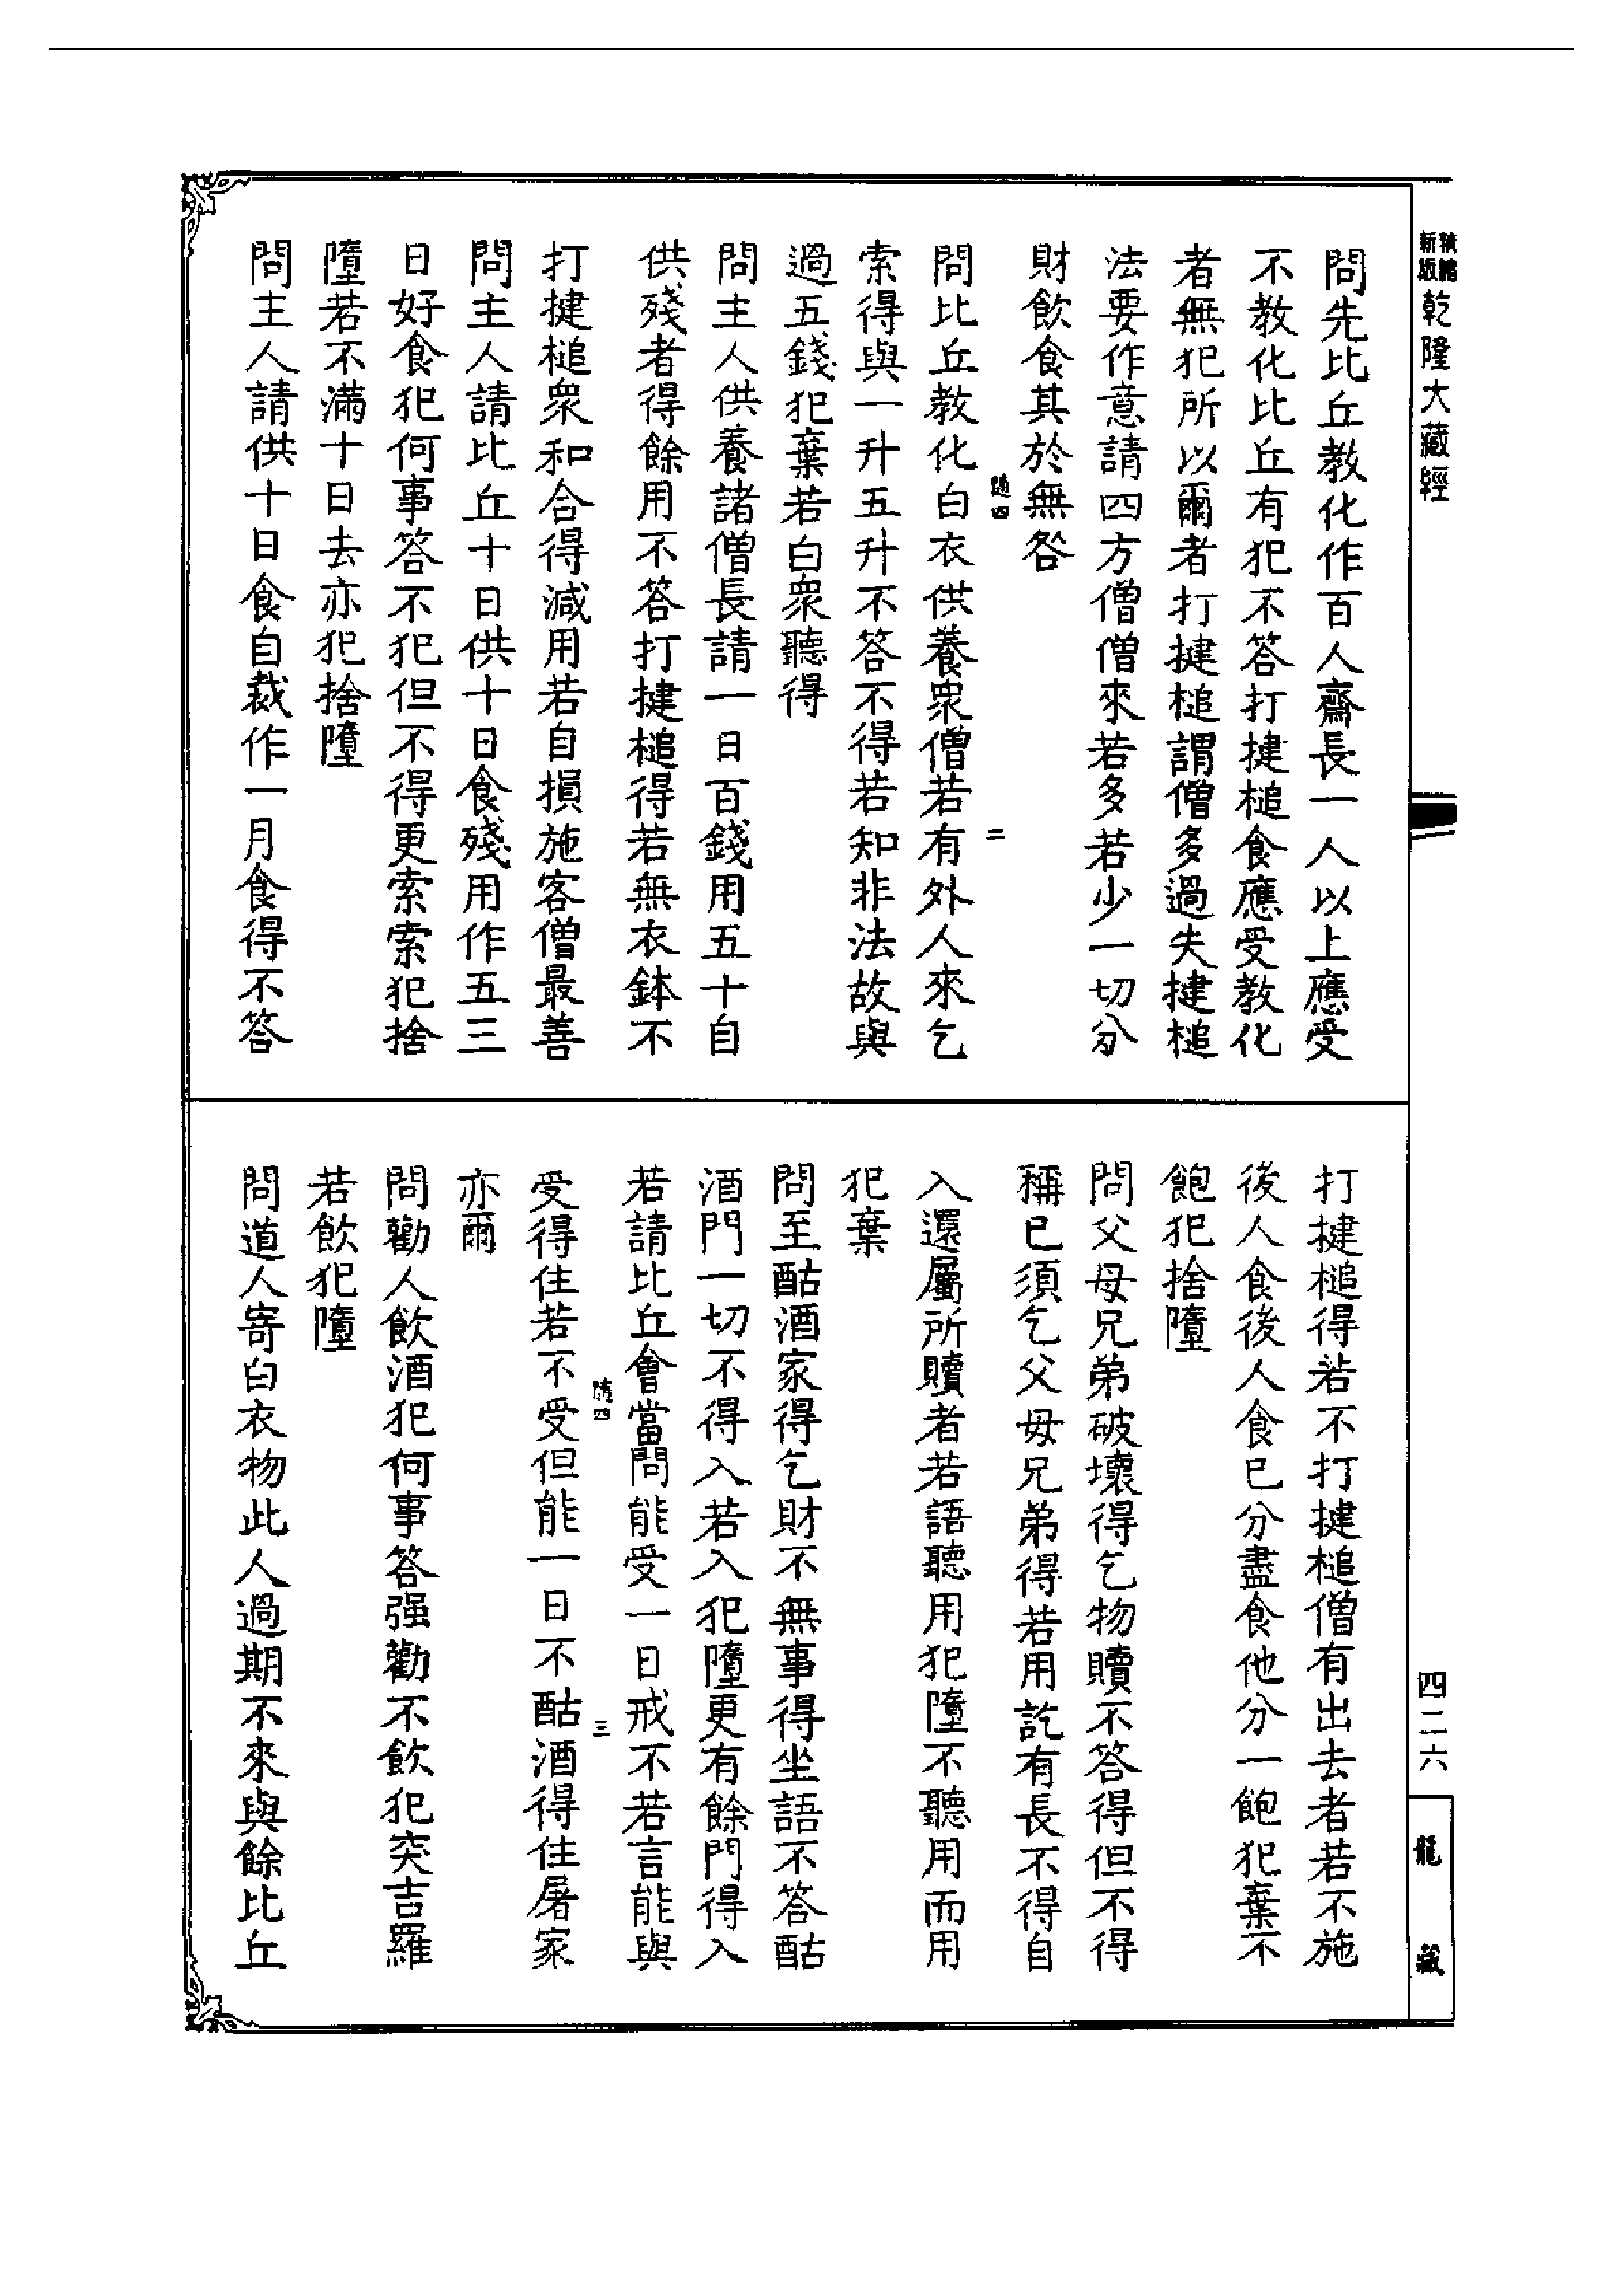 精縮新版乾隆大藏經
問先比丘教化作百人齋長一人以上應受
不教化比丘有犯不答打揵槌食應受教化
者無犯所以爾者打揵槌謂僧多過失揵槌
法要作意請四方僧僧來若多若少一切分
財飲食其於無咎
隨四
二
問比丘教化白衣供養眾僧若有外人來乞
索得與一升五升不答不得若知非法故與
過五錢犯棄若白眾聽得
問主人供養諸僧長請一日百錢用五十自
供殘者得餘用不答打揵槌得若無衣鉢不
打揵槌眾和合得減用若自損施客僧最善
問主人請比丘十日供十日食殘用作五三
日好食犯何事答不犯但不得更索索犯捨
墮若不滿十日去亦犯捨墮
問主人請供十日食自裁作一月食得不答
打揵槌得若不打揵槌僧有出去者若不施
後人食後人食已分盡食他分一飽犯棄不
飽犯捨墮
問父母兄弟破壞得乞物贖不答得但不得
稱已須乞父母兄弟得若用訖有長不得自
入還屬所贖者若語聽用犯墮不聽用而用
犯棄
問至酤酒家得乞財不無事得坐語不答酤
酒門一切不得入若入犯墮更有餘門得入
若請比丘會當問能受一日戒不若言能與
隨四
三
受得住若不受但能一日不酤酒得住屠家
亦爾
問勸人飲酒犯何事答强勸不飲犯突吉羅
若飲犯墮
問道人寄白衣物此人過期不來與餘比丘
四二六
龍藏